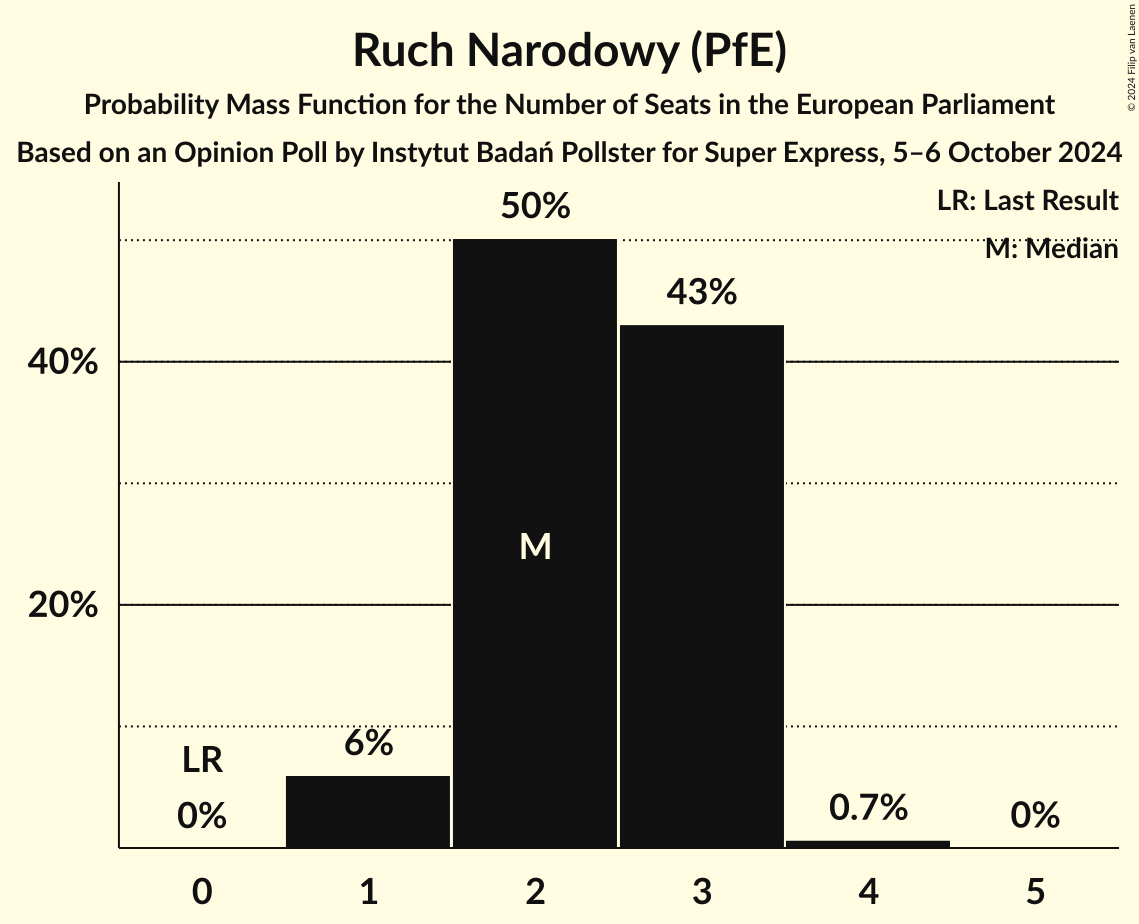 Ruch Narodowy (PfE)
Probability Mass Function for the Number of Seats in the European Parliament
Based on an Opinion Poll by Instytut Badań Pollster for Super Express, 5–6 October 2024
© 2024 Filip van Laenen
LR: Last Result
M: Median
50%
43%
40%
M
20%
LR
0%
6%
0.7%
0%
0 1 2 3 4 5